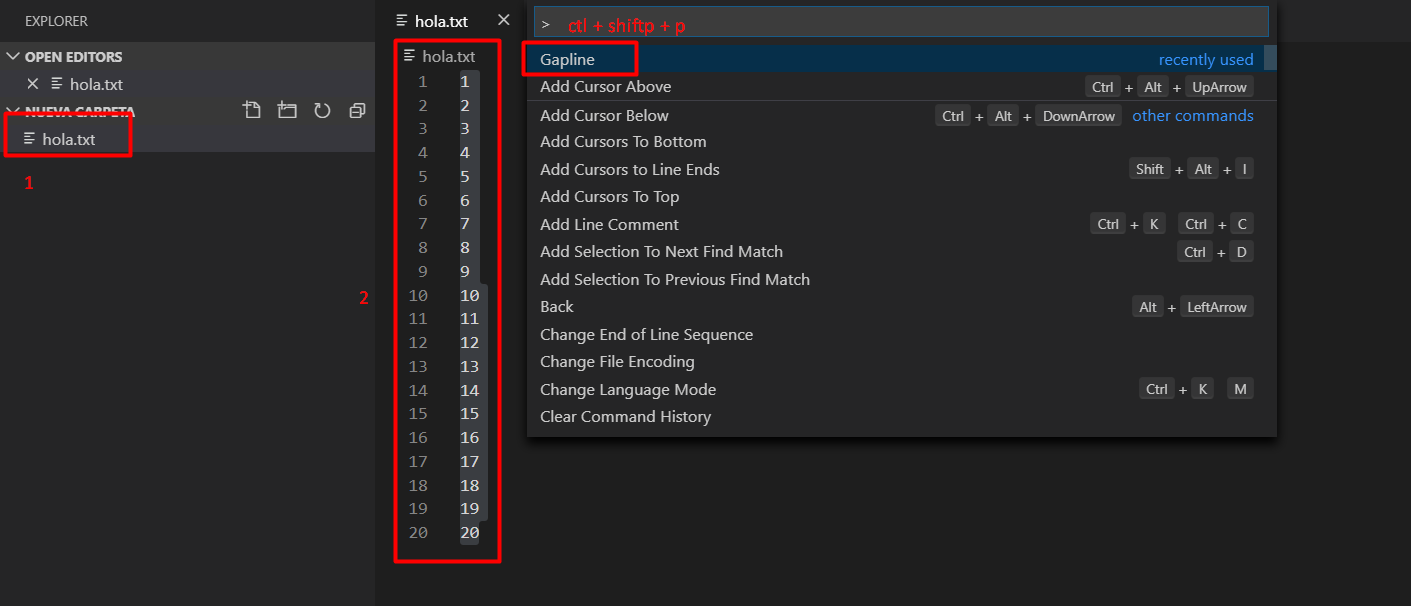 EXPLORER
OPEN EDITORS
hola.txt
NUEVA CARPETA
hola.txt
1
2
hola.txt
hola.txt
1 1
2 2
3 3
4 4
5 5
6 6
7 7
8 8
9 9
10 10
11 11
12 12
13 13
14 14
15 15
16 16
17 17
18 18
19 19
20 20
> ctl + shiftp + p
Gapline recently used
Add Cursor Above Ctrl + Alt + UpArrow
Add Cursor Below Ctrl + Alt + DownArrow other commands
Add Cursors To Bottom
Add Cursors to Line Ends Shift + Alt + I
Add Cursors To Top
Add Line Comment Ctrl + K Ctrl + C
Add Selection To Next Find Match Ctrl + D
Add Selection To Previous Find Match
Back Alt + LeftArrow
Change End of Line Sequence
Change File Encoding
Change Language Mode Ctrl + K M
Clear Command History